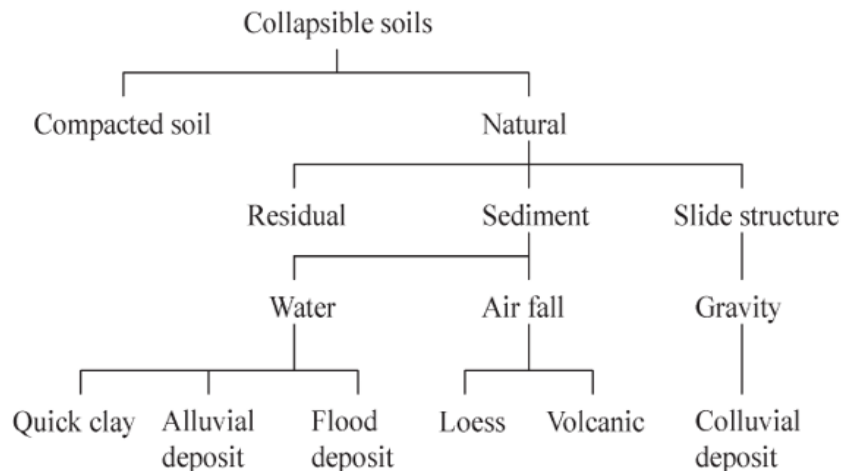 Collapsible soils
Compacted soil Natural
Residual Sediment Slide structure
Water Air fall Gravity
Quick clay Alluvial Flood Loess Volcanic Colluvial
deposit deposit deposit